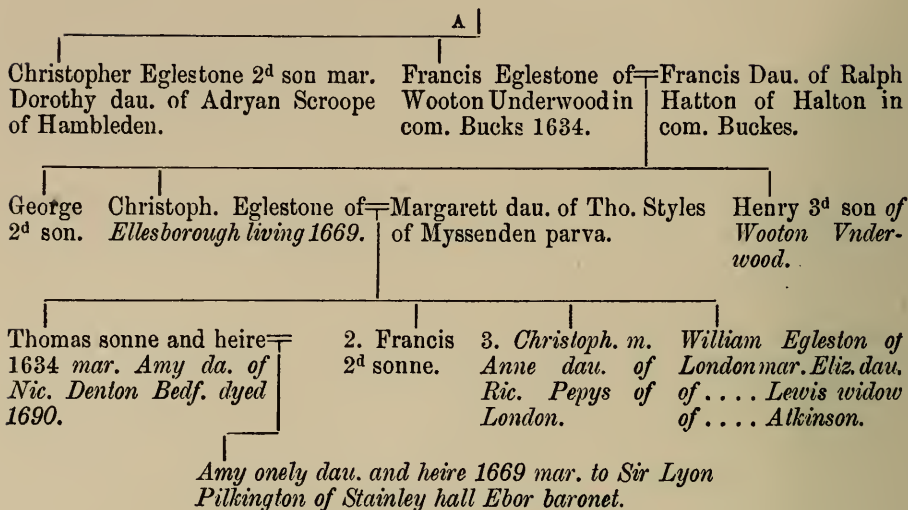 A
Christopher Eglestone 2d son mar.
Dorothy dau. of Adryan Scroope
of Hambleden.
Francis Eglestone of
Wooton Underwood in
com. Bucks 1634.
Francis Dau. of Ralph
Hatton of Halton in
com. Buckes.
George
2d son.
Christoph. Eglestone of
Ellesborough living 1669.
Margarett dau. of Tho. Styles
of Myssenden parva.
Henry 3d son of
Wooton Vnder-
wood.
Thomas sonne and heire
1634 mar. Amy da. of
Nic. Denton Bedf. dyed
1690.
2. Francis
2d sonne.
3. Christoph. m.
Anne dau. of
Ric. Pepys of
London.
William Egleston of
London mar. Eliz. dau.
of .... Lewis widow
of .... Atkinson.
Amy onely dau. and heire 1669 mar. to Sir Lyon
Pilkington of Stainley hall Ebor baronet.